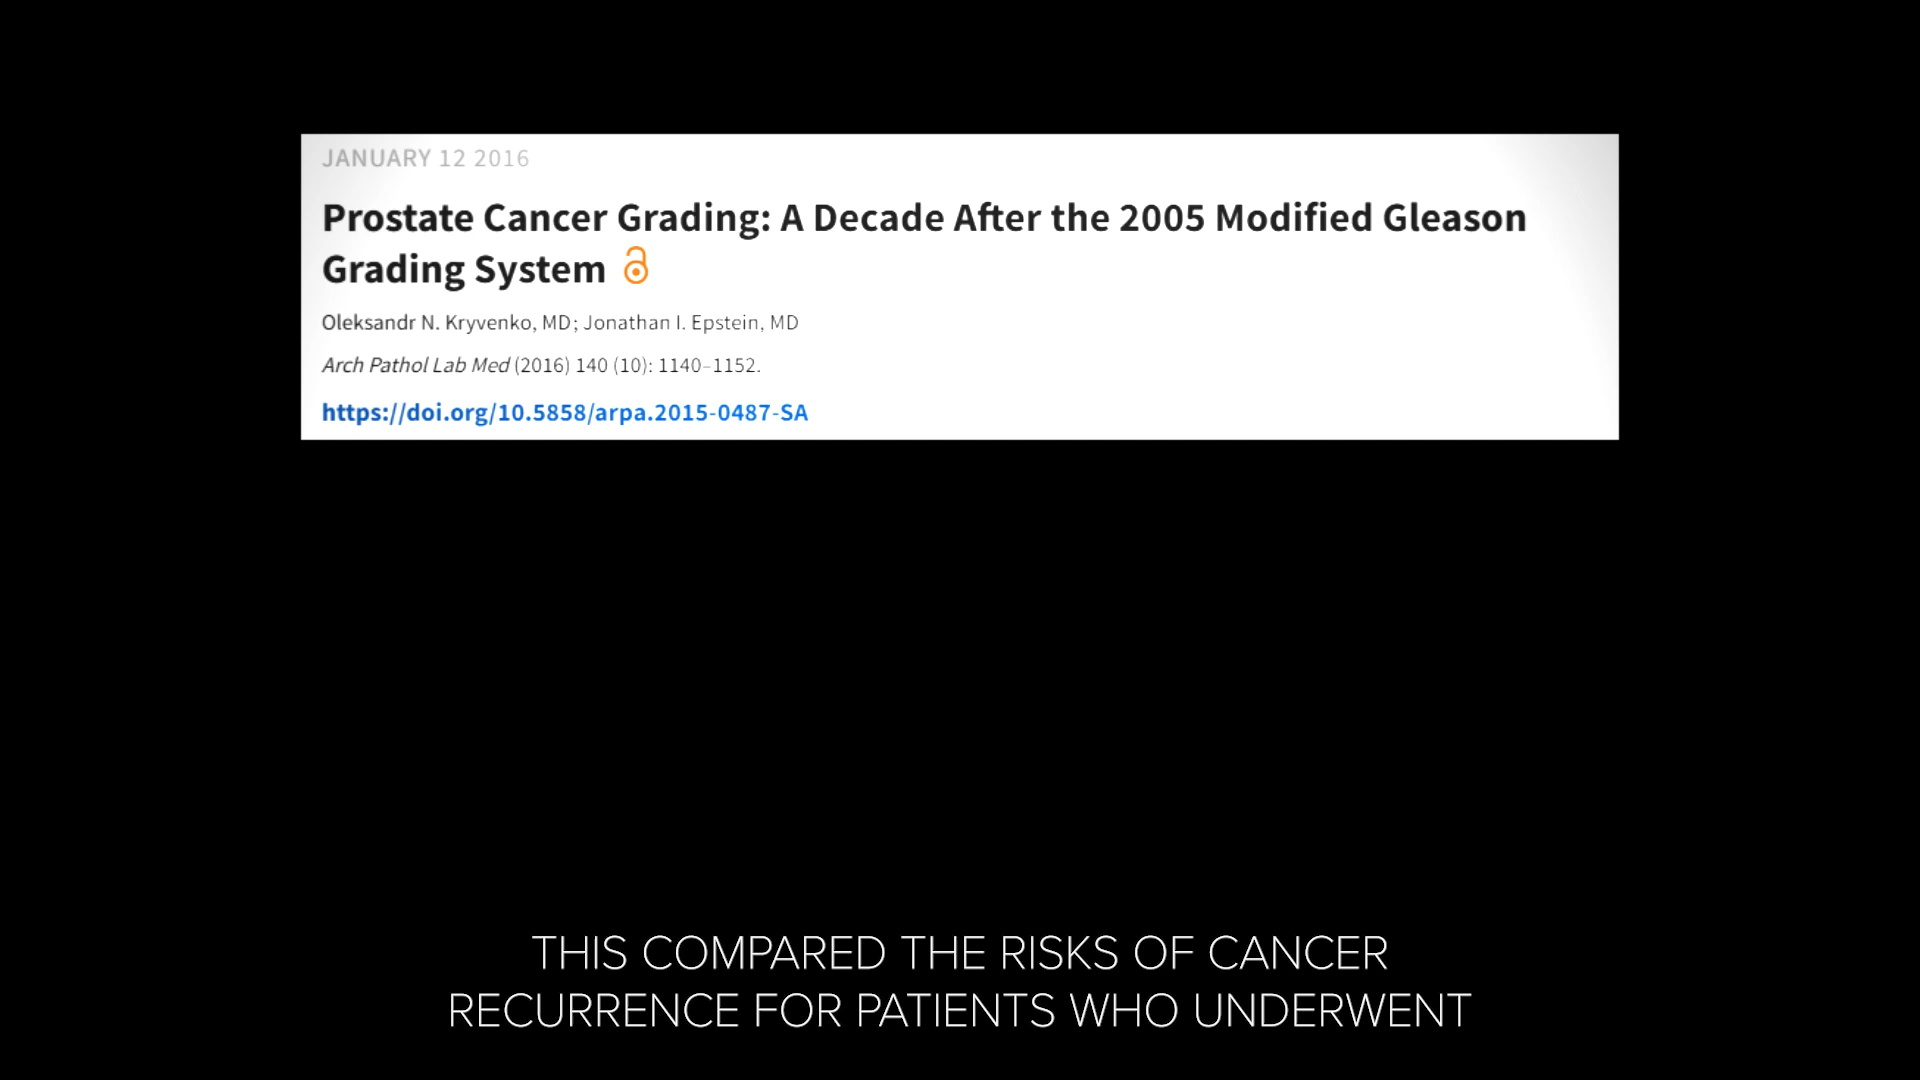 JANUARY 12 2016
Prostate Cancer Grading: A Decade After the 2005 Modified Gleason
Grading System
Oleksandr N. Kryvenko, MD; Jonathan I. Epstein, MD
Arch Pathol Lab Med (2016) 140 (10): 1140–1152.
https://doi.org/10.5858/arpa.2015-0487-SA
THIS COMPARED THE RISKS OF CANCER
RECURRENCE FOR PATIENTS WHO UNDERWENT